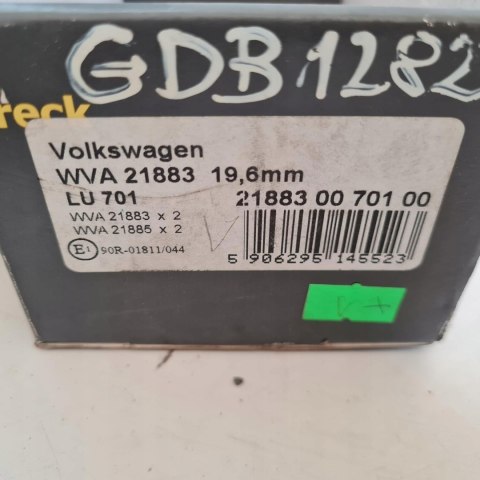 GDB1282
reck
Volkswagen
WVA 21883 19,6mm
LU 701 21883 00 701 00
WVA 21883 x 2
WVA 21885 x 2
E1 90R-01811/044
5 906295 145523
V +